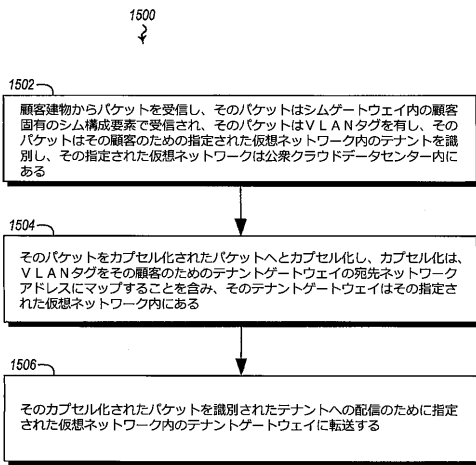 1500
1502
顧客建物からパケットを受信し、そのパケットはシムゲートウェイ内の顧客
固有のシム構成要素で受信され、そのパケットはＶＬＡＮタグを有し、その
パケットはその顧客のための指定された仮想ネットワーク内のテナントを識
別し、その指定された仮想ネットワークは公衆クラウドデータセンター内に
ある
1504
そのパケットをカプセル化されたパケットへとカプセル化し、カプセル化は、
ＶＬＡＮタグをその顧客のためのテナントゲートウェイの宛先ネットワーク
アドレスにマップすることを含み、そのテナントゲートウェイはその指定さ
れた仮想ネットワーク内にある
1506
そのカプセル化されたパケットを識別されたテナントへの配信のために指定
された仮想ネットワーク内のテナントゲートウェイに転送する